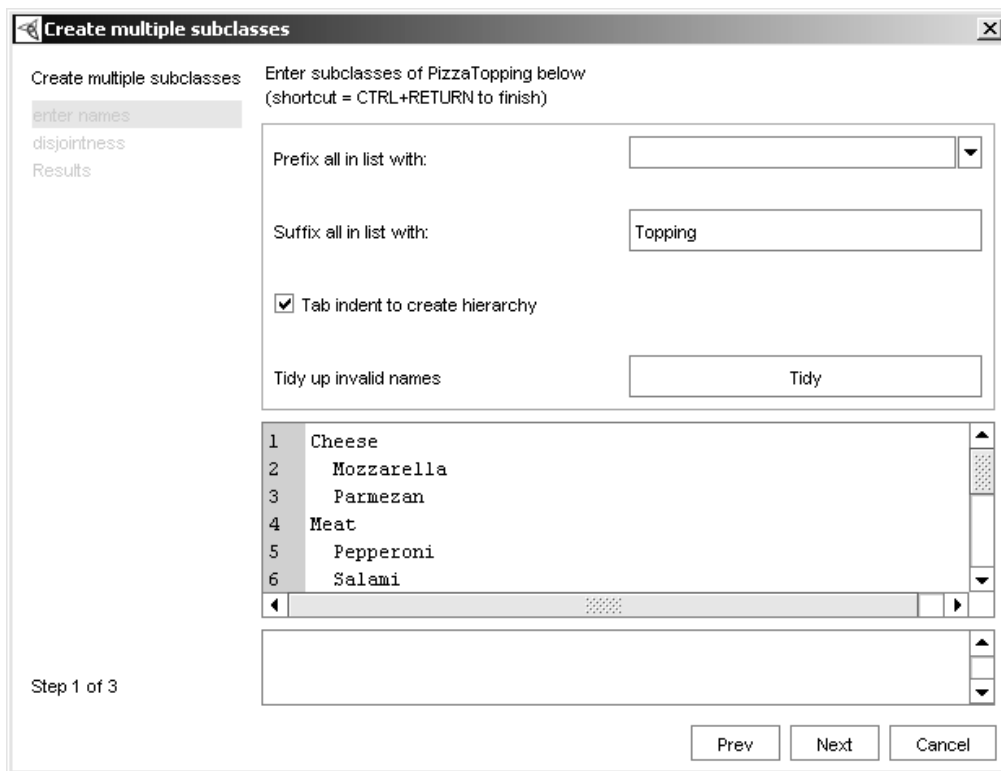 Create multiple subclasses
Create multiple subclasses
enter names
disjointness
Results
Enter subclasses of PizzaTopping below
(shortcut = CTRL+RETURN to finish)
Prefix all in list with:
Suffix all in list with:
Topping
Tab indent to create hierarchy
Tidy up invalid names
Tidy
1 Cheese
2 Mozzarella
3 Parmezan
4 Meat
5 Pepperoni
6 Salami
Step 1 of 3
Prev Next Cancel